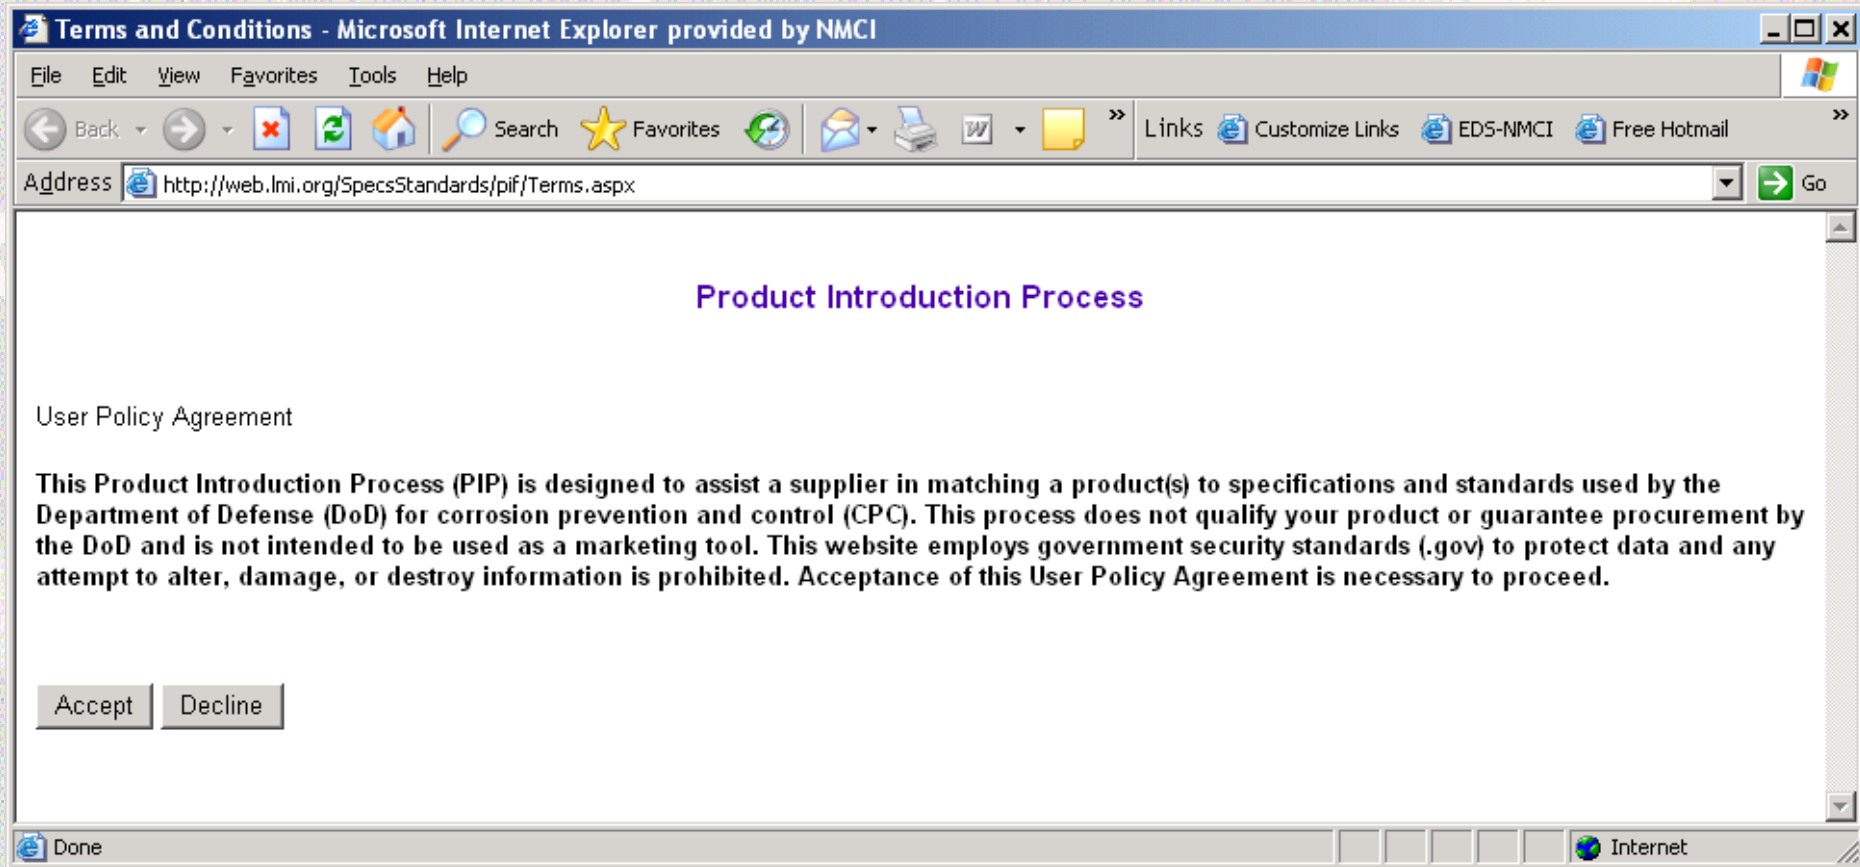 Terms and Conditions - Microsoft Internet Explorer provided by NMCI
File Edit View Favorites Tools Help
Back Search Favorites W » Links Customize Links EDS-NMCI Free Hotmail »
Address http://web.lmi.org/SpecsStandards/pif/Terms.aspx Go
Product Introduction Process
User Policy Agreement
This Product Introduction Process (PIP) is designed to assist a supplier in matching a product(s) to specifications and standards used by the
Department of Defense (DoD) for corrosion prevention and control (CPC). This process does not qualify your product or guarantee procurement by
the DoD and is not intended to be used as a marketing tool. This website employs government security standards (.gov) to protect data and any
attempt to alter, damage, or destroy information is prohibited. Acceptance of this User Policy Agreement is necessary to proceed.
Accept Decline
Done Internet